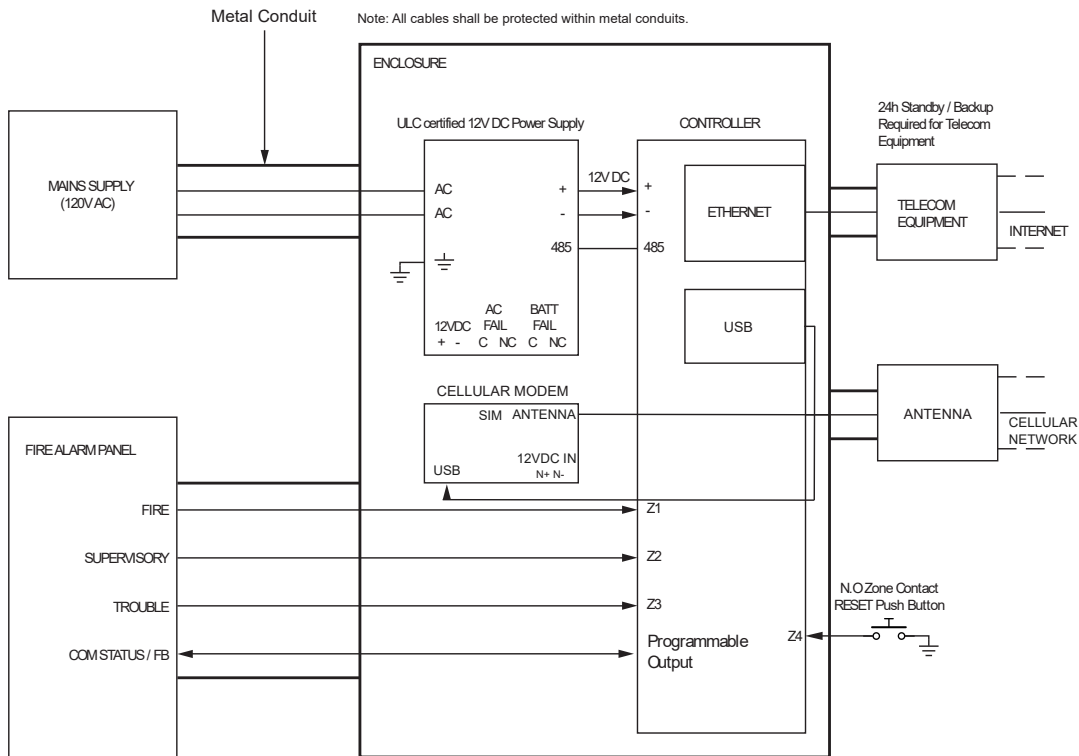 Metal Conduit
Note: All cables shall be protected within metal conduits.
ENCLOSURE
24h Standby / Backup
Required for Telecom
Equipment
ULC certified 12V DC Power Supply
CONTROLLER
MAINS SUPPLY
(120V AC)
AC
+
12V DC
+
AC
-
-
485
485
ETHERNET
TELECOM
EQUIPMENT
INTERNET
AC
FAIL
BATT
FAIL
12VDC
+ -
C NC
C NC
USB
CELLULAR MODEM
SIM
ANTENNA
12VDC IN
N+ N-
USB
ANTENNA
CELLULAR
NETWORK
FIRE ALARM PANEL
FIRE
Z1
SUPERVISORY
Z2
TROUBLE
Z3
N.O Zone Contact
RESET Push Button
Z4
COM STATUS / FB
Programmable
Output